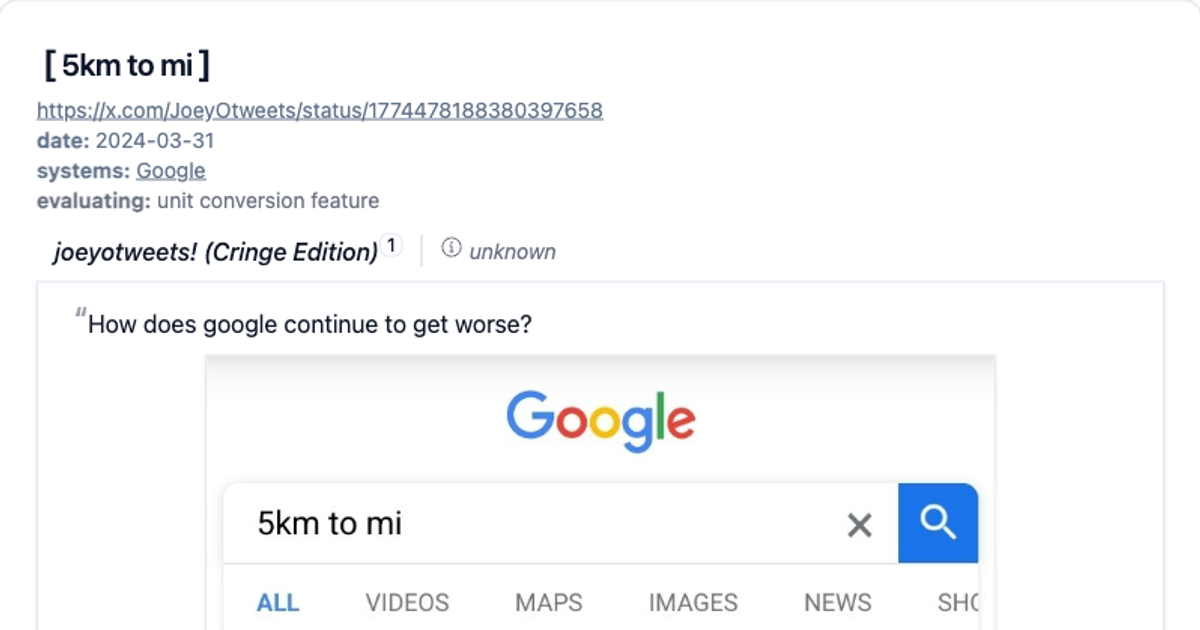 [ 5km to mi ]
https://x.com/JoeyOtweets/status/1774478188380397658
date: 2024-03-31
systems: Google
evaluating: unit conversion feature
joeyotweets! (Cringe Edition) 1 ⓘ unknown
“How does google continue to get worse?
Google
5km to mi ×
ALL VIDEOS MAPS IMAGES NEWS SHO